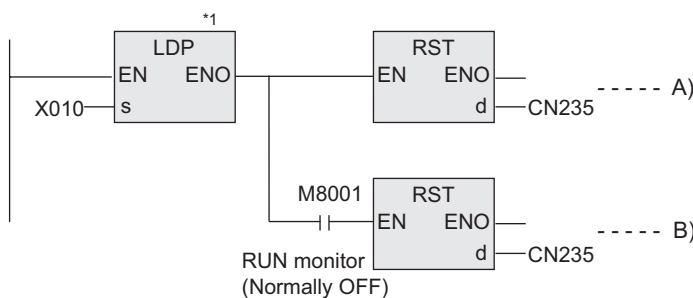 *1
LDP
RST
EN ENO
EN ENO
X010
s
d
CN235
A)
M8001
RST
EN ENO
d
CN235
B)
RUN monitor
(Normally OFF)